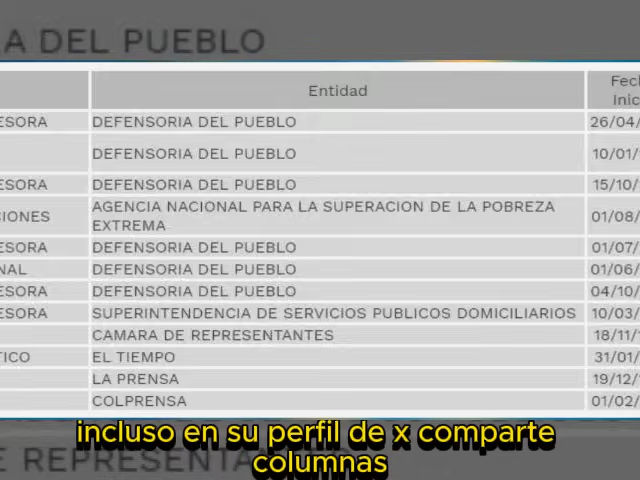 A DEL PUEBLO
Entidad
ESORA DEFENSORIA DEL PUEBLO 26/04/
DEFENSORIA DEL PUEBLO 10/01/
ESORA DEFENSORIA DEL PUEBLO 15/10/
CIONES AGENCIA NACIONAL PARA LA SUPERACION DE LA POBREZA EXTREMA 01/08/
ESORA DEFENSORIA DEL PUEBLO 01/07/
NAL DEFENSORIA DEL PUEBLO 01/06/
ESORA DEFENSORIA DEL PUEBLO 04/10/
ESORA SUPERINTENDENCIA DE SERVICIOS PUBLICOS DOMICILIARIOS 10/03/
CAMARA DE REPRESENTANTES 18/11/
TICO EL TIEMPO 31/01/
LA PRENSA 19/12/
COLPRENSA 01/02/
incluso en su perfil de x comparte
columnas
E REPRESENTA